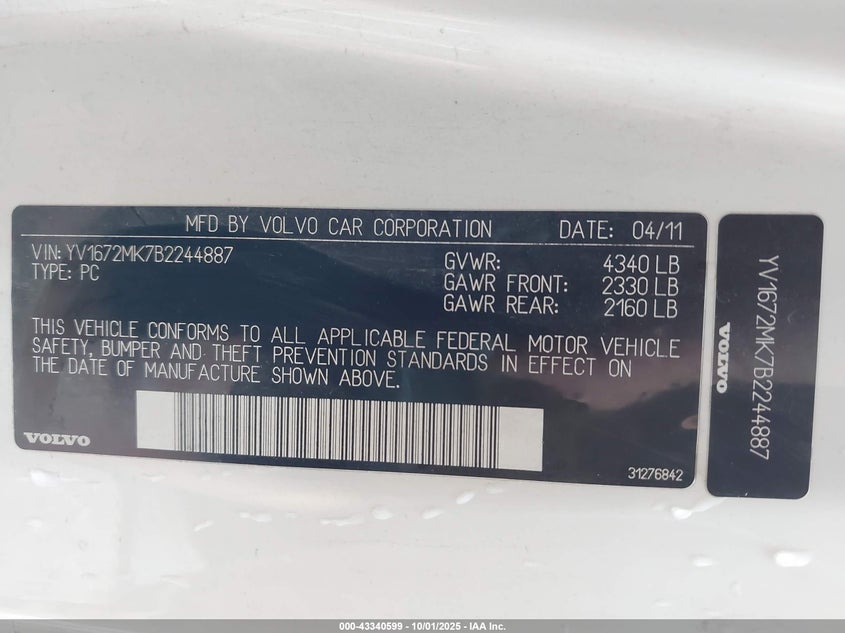 MFD BY VOLVO CAR CORPORATION DATE: 04/11
VIN: YV1672MK7B2244887
TYPE: PC
GVWR: 4340 LB
GAWR FRONT: 2330 LB
GAWR REAR: 2160 LB
THIS VEHICLE CONFORMS TO ALL APPLICABLE FEDERAL MOTOR VEHICLE
SAFETY, BUMPER AND THEFT PREVENTION STANDARDS IN EFFECT ON
THE DATE OF MANUFACTURE SHOWN ABOVE.
VOLVO
31276842
VOLVO
YV1672MK7B2244887
000-43340599 - 10/01/2025 - IAA Inc.